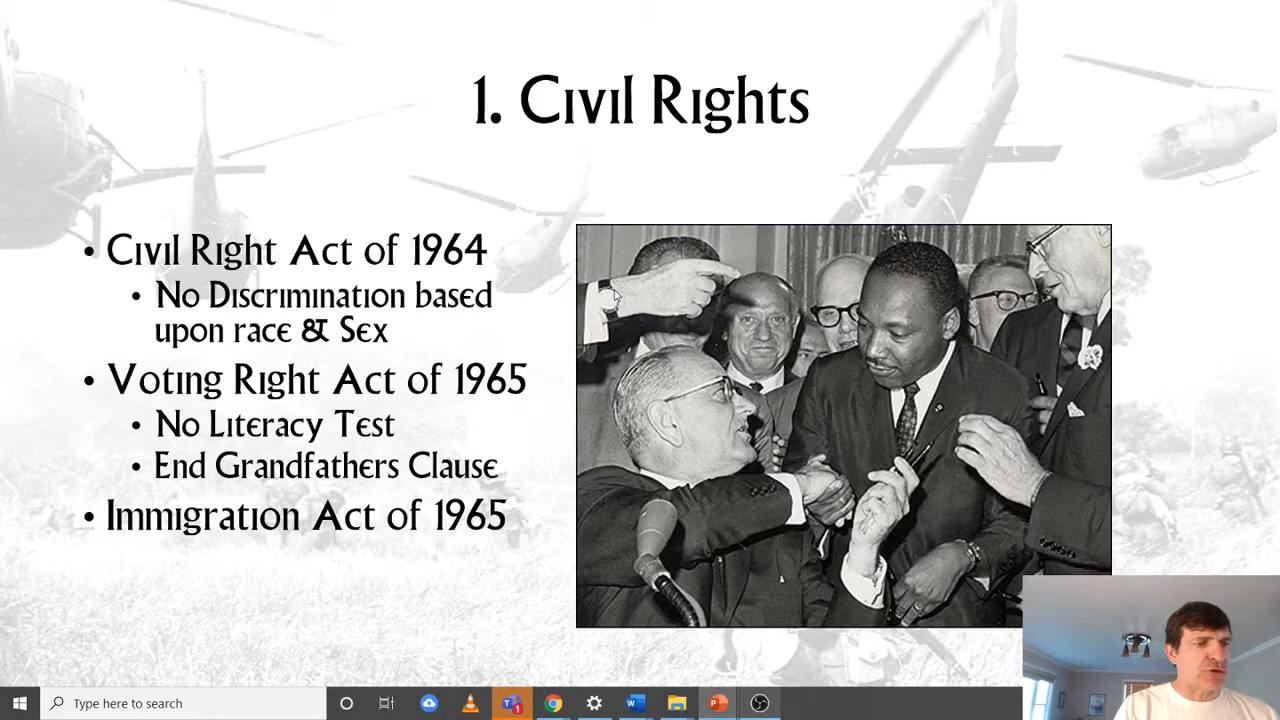 1. Civil Rights
• Civil Right Act of 1964
• No Discrimination based
upon race & Sex
• Voting Right Act of 1965
• No Literacy Test
• End Grandfathers Clause
• Immigration Act of 1965
Type here to search